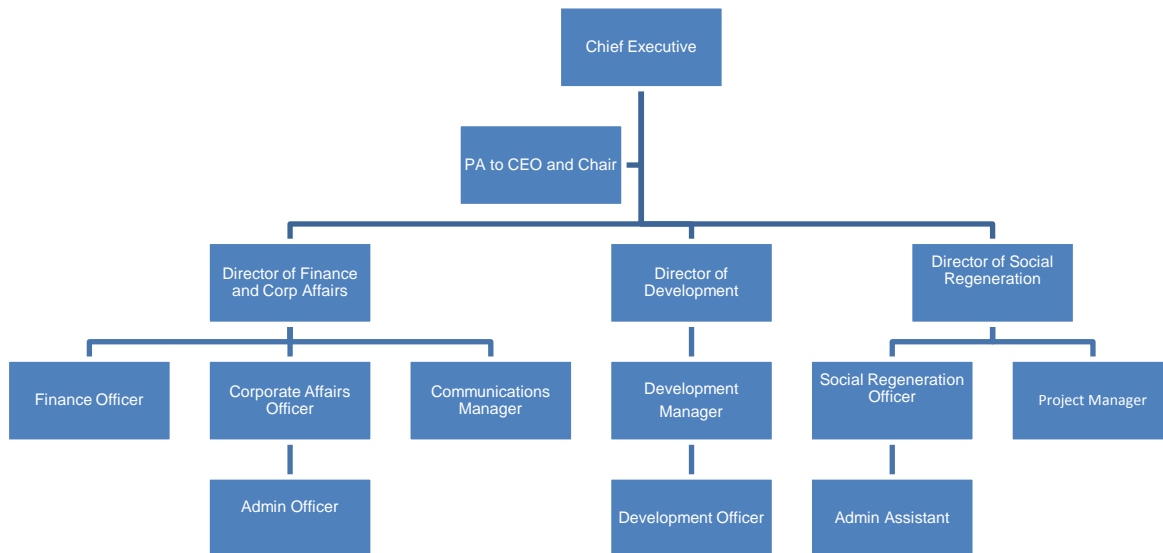 Chief Executive
PA to CEO and Chair
Director of Finance
and Corp Affairs
Director of
Development
Director of Social
Regeneration
Finance Officer
Corporate Affairs
Officer
Communications
Manager
Development
Manager
Social Regeneration
Officer
Project Manager
Admin Officer
Development Officer
Admin Assistant